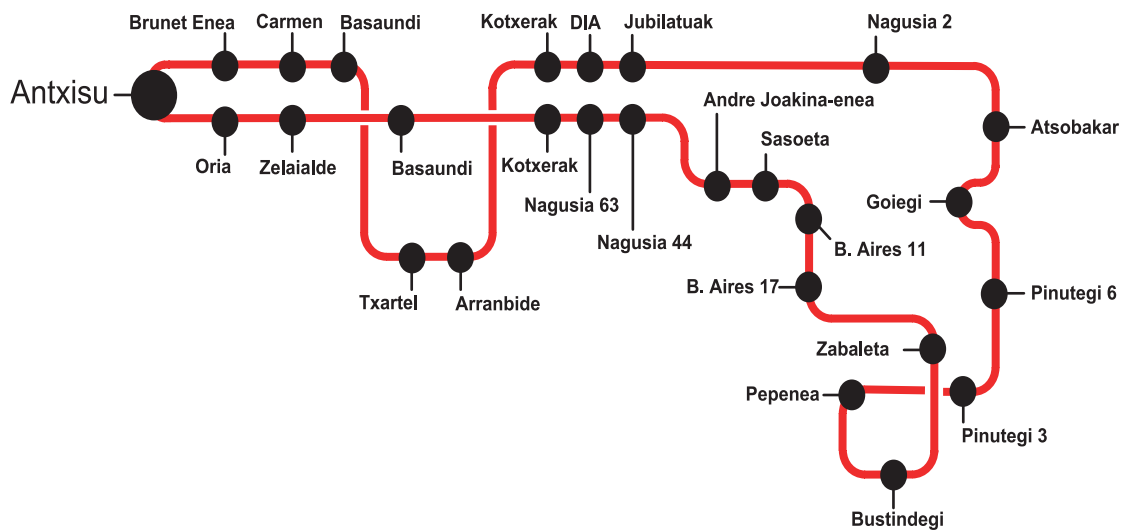 Brunet Enea
Carmen
Basaundi
Kotxerak
DIA
Jubilatuak
Nagusia 2
Antxisu
Andre Joakina-enea
Atsobakar
Sasoeta
Oria
Zelaialde
Basaundi
Kotxerak
Nagusia 63
Goiegi
Nagusia 44
B. Aires 11
B. Aires 17
Pinutegi 6
Txartel
Arranbide
Zabaleta
Pepenea
Pinutegi 3
Bustindegi